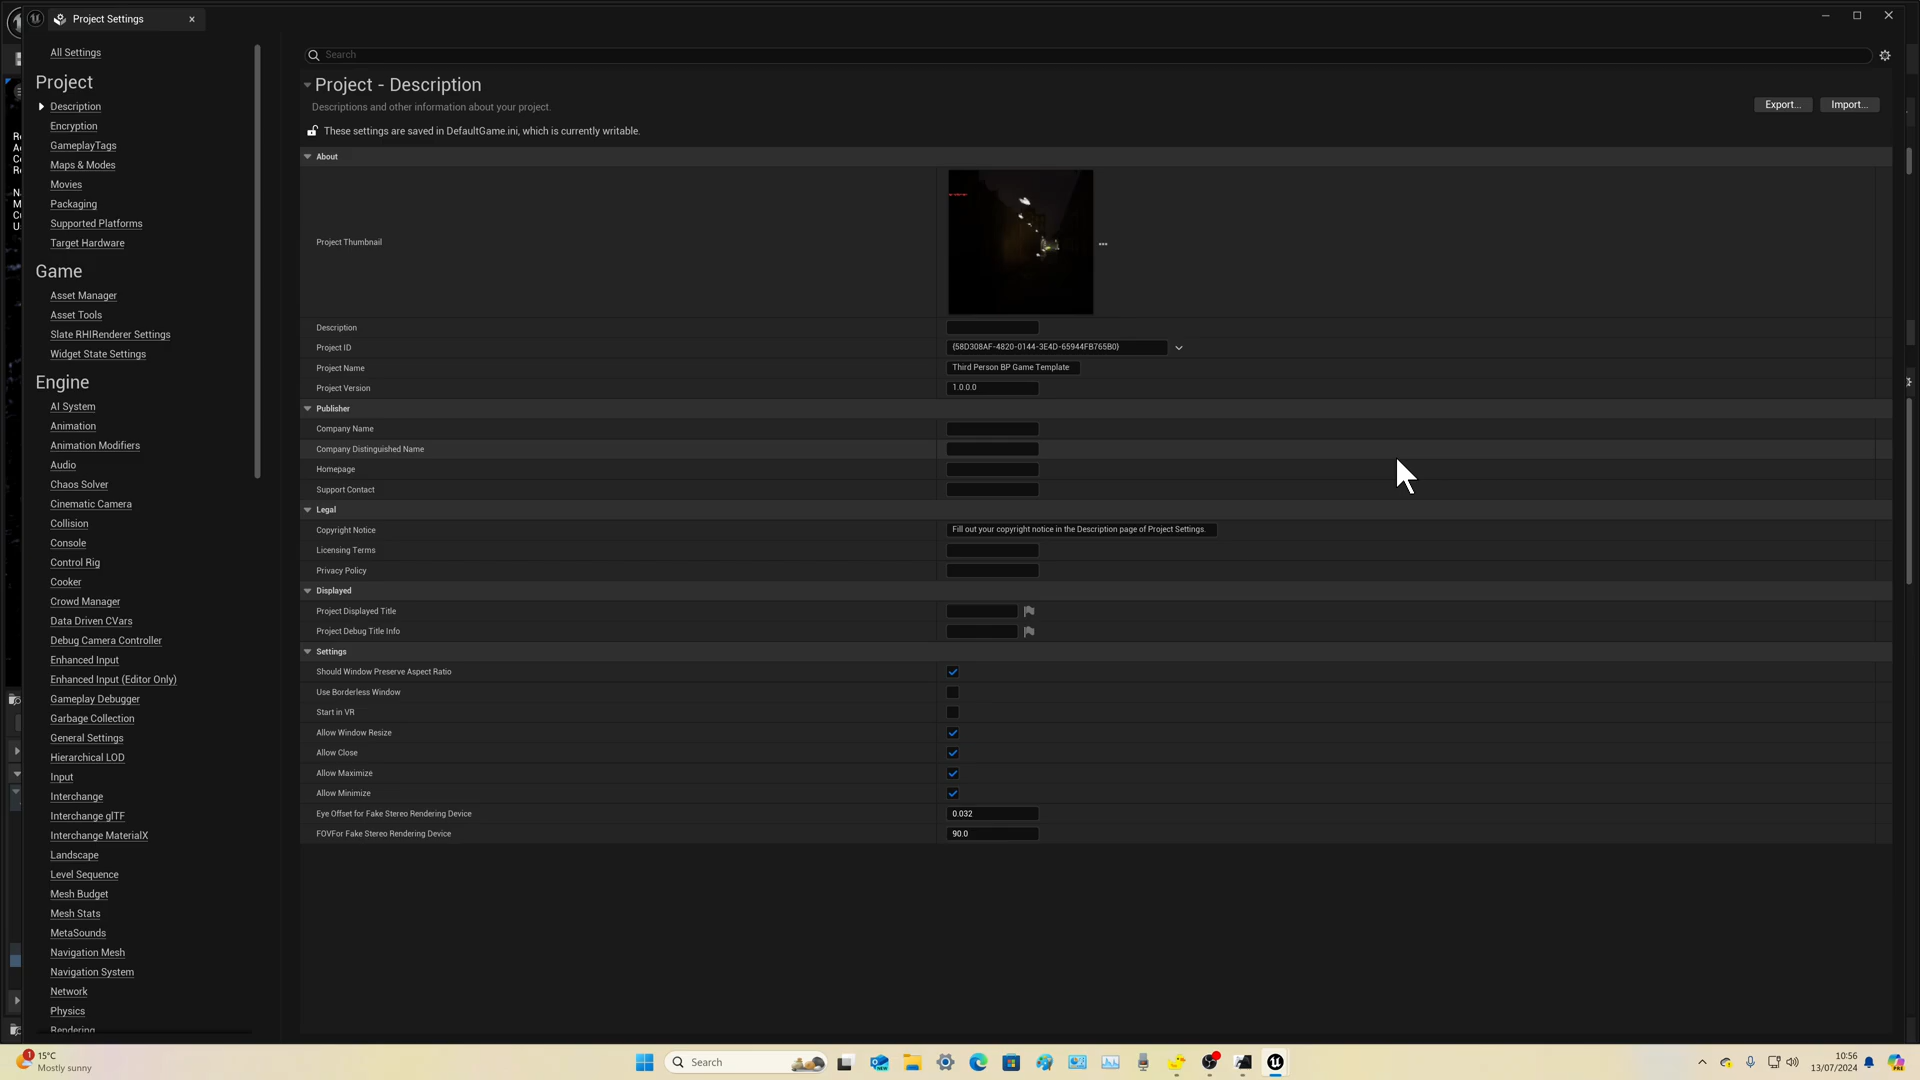 Project Settings
All Settings
Project
Description
Encryption
GameplayTags
Maps & Modes
Movies
Packaging
Supported Platforms
Target Hardware
Game
Asset Manager
Asset Tools
Slate RHIRenderer Settings
Widget State Settings
Engine
AI System
Animation
Animation Modifiers
Audio
Chaos Solver
Cinematic Camera
Collision
Console
Control Rig
Cooker
Crowd Manager
Data Driven CVars
Debug Camera Controller
Enhanced Input
Enhanced Input (Editor Only)
Gameplay Debugger
Garbage Collection
General Settings
Hierarchical LOD
Input
Interchange
Interchange glTF
Interchange MaterialX
Landscape
Level Sequence
Mesh Budget
Mesh Stats
MetaSounds
Navigation Mesh
Navigation System
Network
Physics
Rendering
Search
Project - Description
Descriptions and other information about your project.
Export...
Import...
These settings are saved in DefaultGame.ini, which is currently writable.
About
Project Thumbnail
Description
Project ID
{58D308AF-4820-0144-3E4D-65944FB765B0}
Project Name
Third Person BP Game Template
Project Version
1.0.0.0
Publisher
Company Name
Company Distinguished Name
Homepage
Support Contact
Legal
Copyright Notice
Fill out your copyright notice in the Description page of Project Settings.
Licensing Terms
Privacy Policy
Displayed
Project Displayed Title
Project Debug Title Info
Settings
Should Window Preserve Aspect Ratio
Use Borderless Window
Start in VR
Allow Window Resize
Allow Close
Allow Maximize
Allow Minimize
Eye Offset for Fake Stereo Rendering Device
0.032
FOVFor Fake Stereo Rendering Device
90.0
1
15°C
Mostly sunny
Search
NEW
10:56
13/07/2024
PRE